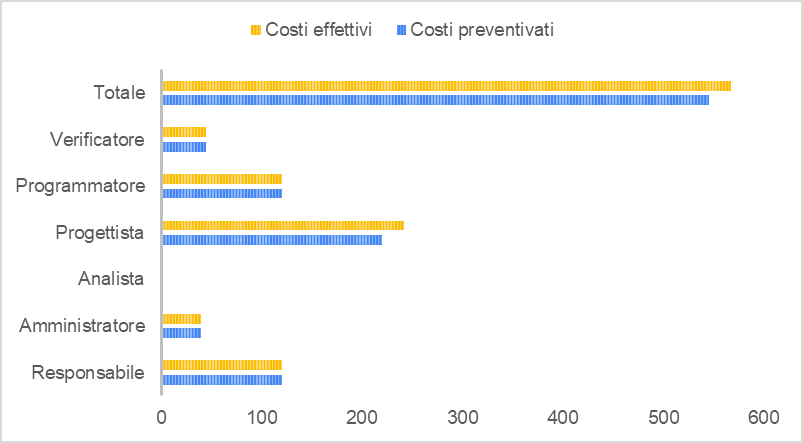 Costi effettivi Costi preventivati
Totale
Verificatore
Programmatore
Progettista
Analista
Amministratore
Responsabile
0 100 200 300 400 500 600